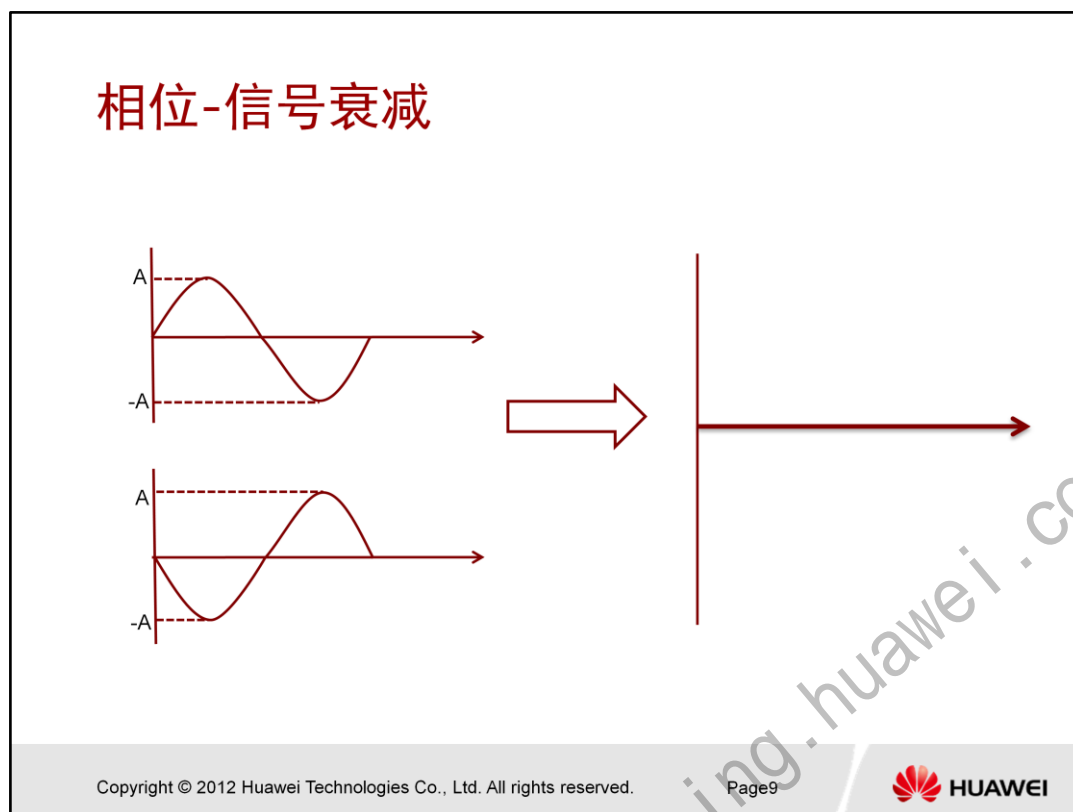 相位-信号衰减
A
-A
A
-A
ing.huawei.co
Copyright © 2012 Huawei Technologies Co., Ltd. All rights reserved.
Page9
HUAWEI